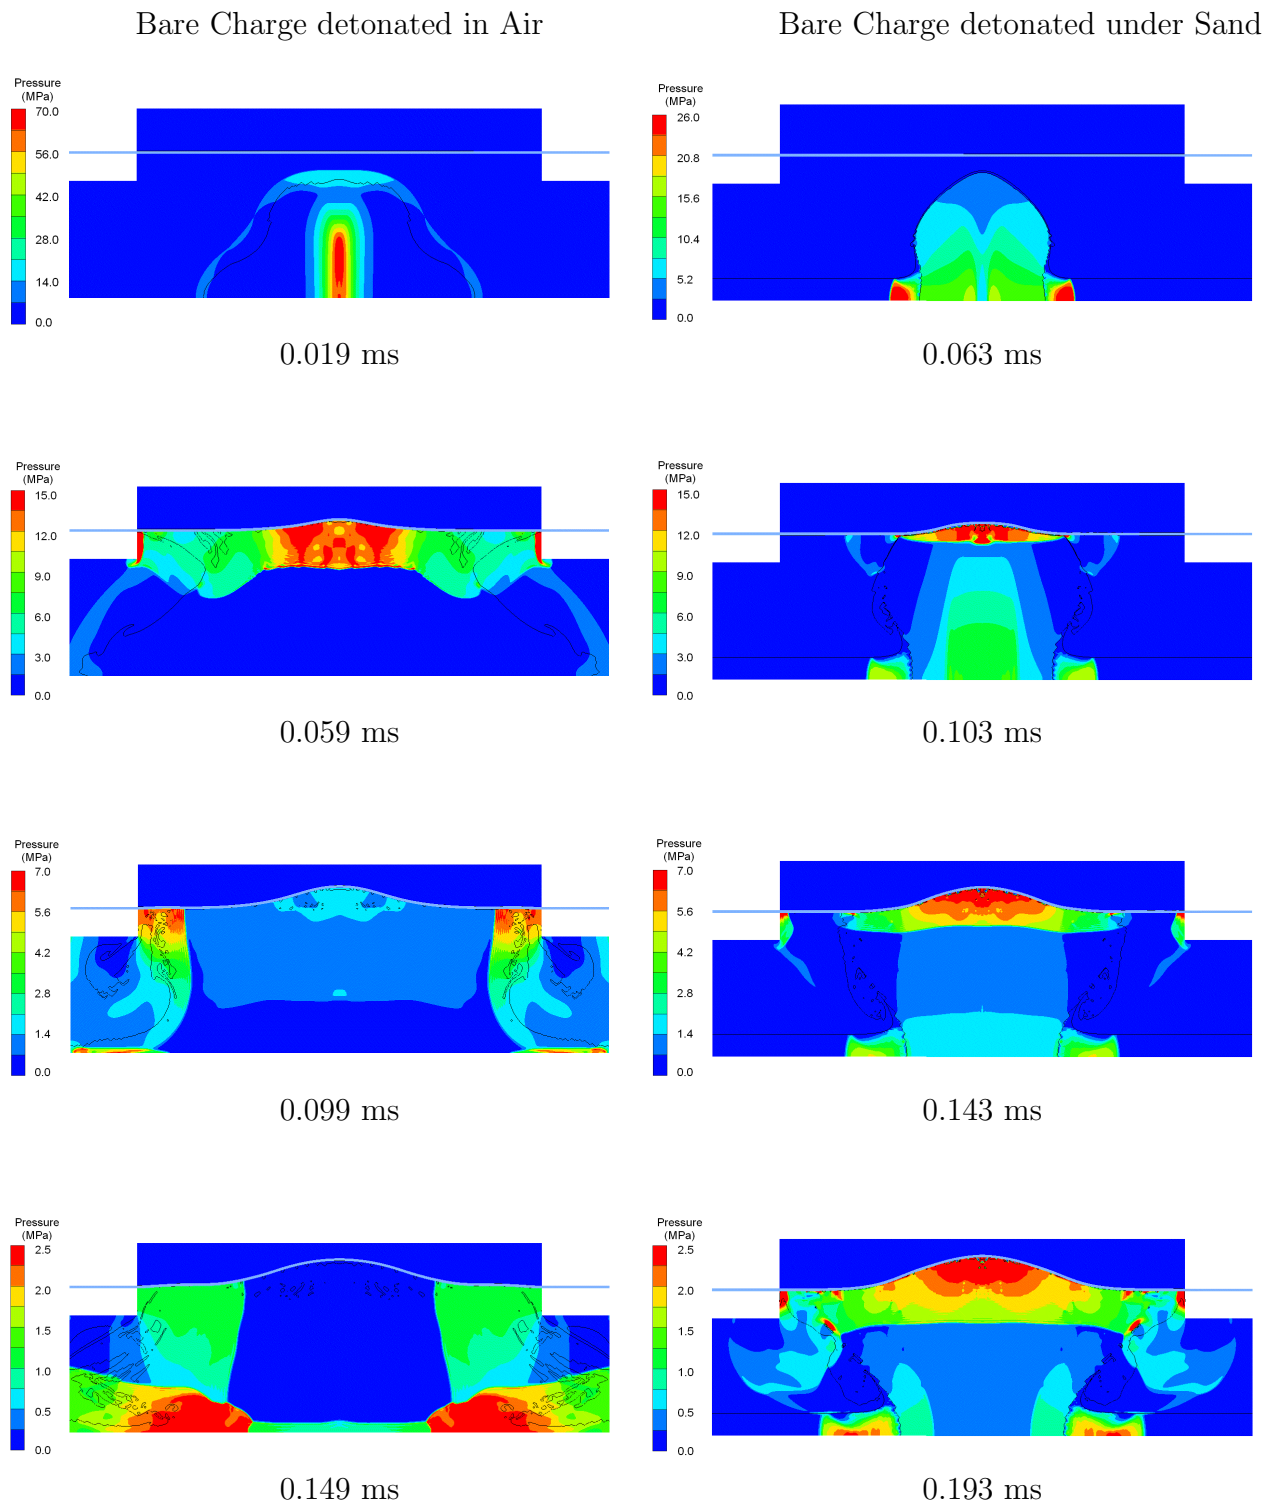 Bare Charge detonated in Air
Bare Charge detonated under Sand
Pressure
(MPa)
70.0
56.0
42.0
28.0
14.0
0.0
0.019 ms
Pressure
(MPa)
26.0
20.8
15.6
10.4
5.2
0.0
0.063 ms
Pressure
(MPa)
15.0
12.0
9.0
6.0
3.0
0.0
0.059 ms
Pressure
(MPa)
15.0
12.0
9.0
6.0
3.0
0.0
0.103 ms
Pressure
(MPa)
7.0
5.6
4.2
2.8
1.4
0.0
0.099 ms
Pressure
(MPa)
7.0
5.6
4.2
2.8
1.4
0.0
0.143 ms
Pressure
(MPa)
2.5
2.0
1.5
1.0
0.5
0.0
0.149 ms
Pressure
(MPa)
2.5
2.0
1.5
1.0
0.5
0.0
0.193 ms